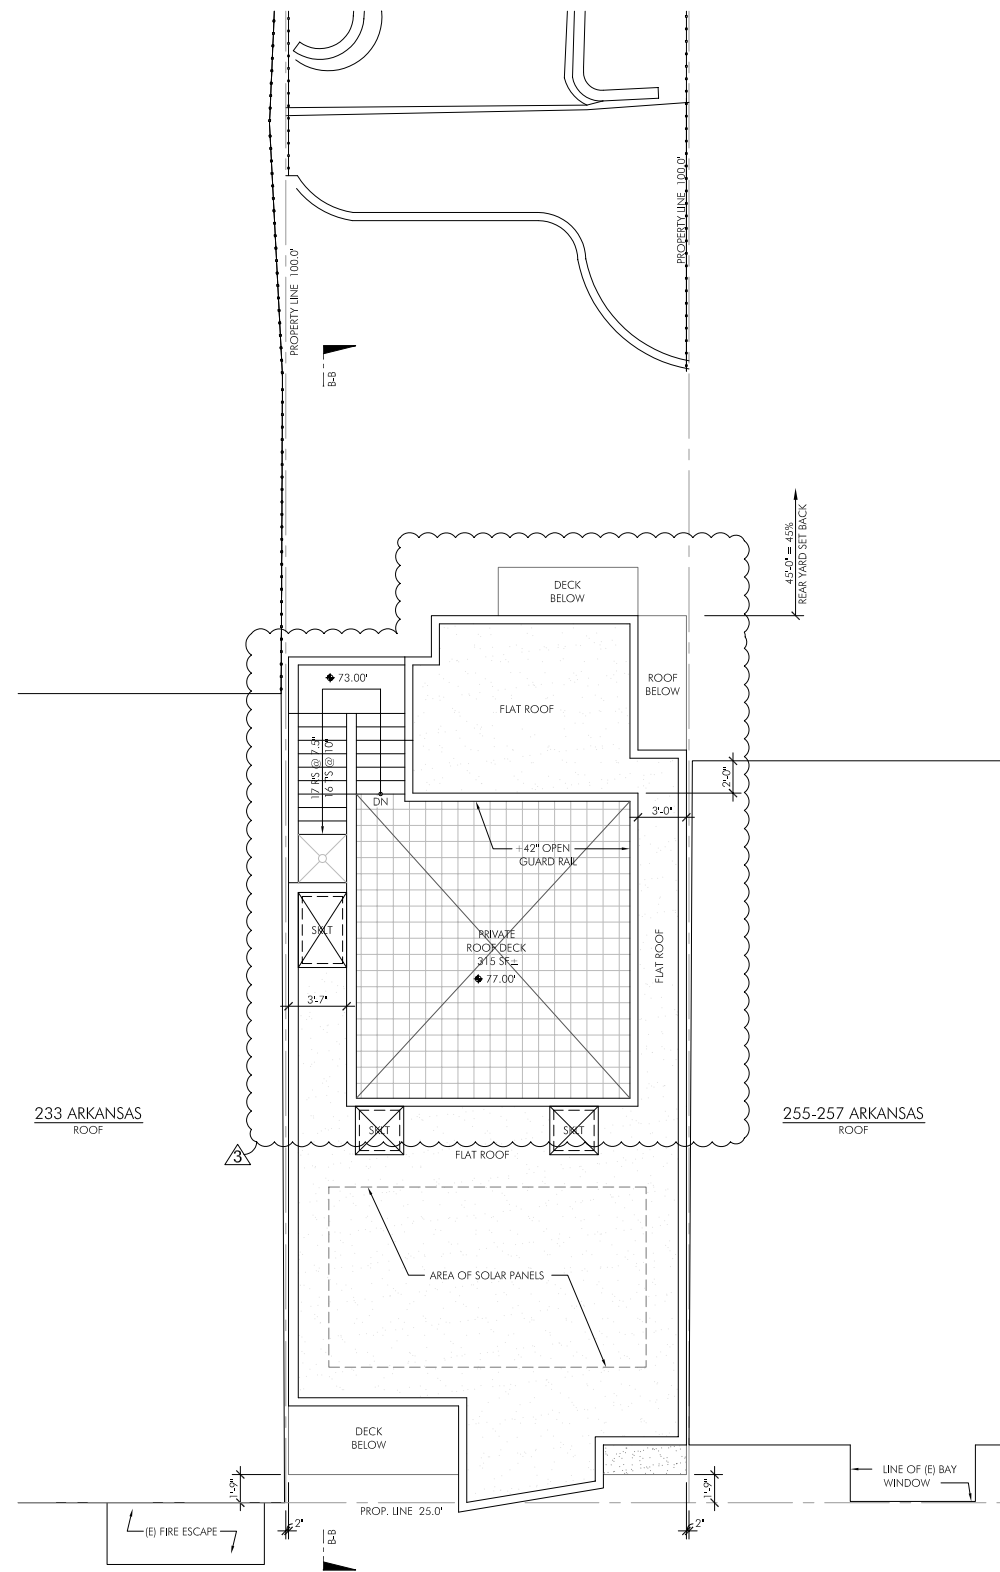 PROPERTY LINE 100.0'
PROPERTY LINE 100.0'
B-B
45'-0" = 45%
REAR YARD SET BACK
DECK
BELOW
ROOF
BELOW
73.00'
FLAT ROOF
17 R'S @ 7.5"
16 T'S @ 10"
DN
2'-0"
3'-0"
+42" OPEN
GUARD RAIL
SKLT
PRIVATE
ROOF DECK
315 SF±
77.00'
FLAT ROOF
3'-7"
233 ARKANSAS
ROOF
255-257 ARKANSAS
ROOF
SKLT
SKLT
3
FLAT ROOF
AREA OF SOLAR PANELS
DECK
BELOW
LINE OF (E) BAY
WINDOW
1'-9"
1'-9"
PROP. LINE 25.0'
(E) FIRE ESCAPE
2"
2"
B-B